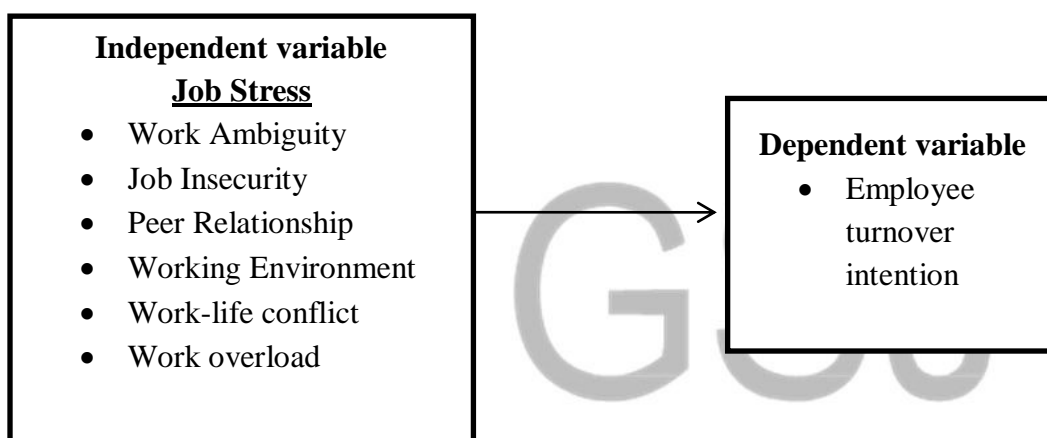 Independent variable
Job Stress
• Work Ambiguity
• Job Insecurity
• Peer Relationship
• Working Environment
• Work-life conflict
• Work overload
Dependent variable
• Employee
turnover
intention
GSJ